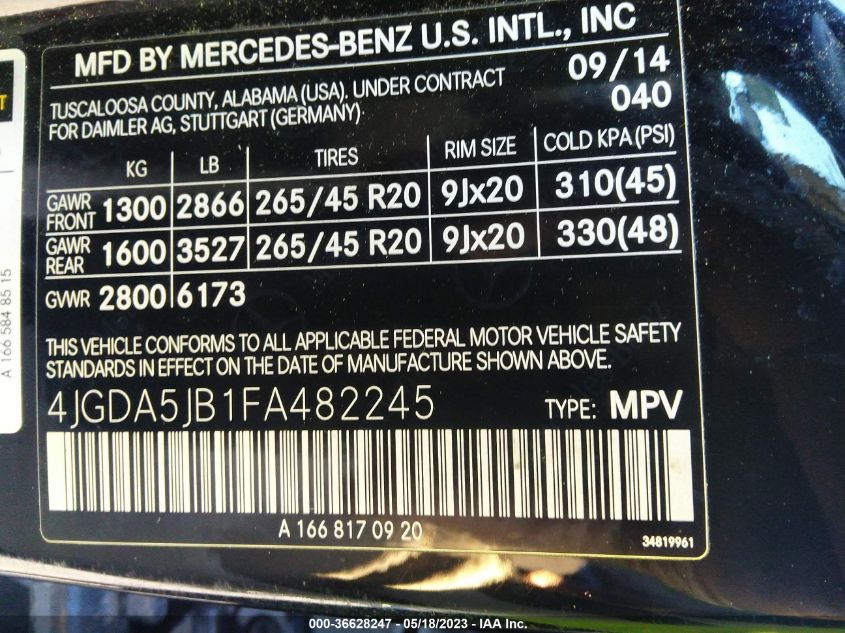 MFD BY MERCEDES-BENZ U.S. INTL., INC
TUSCALOOSA COUNTY, ALABAMA (USA). UNDER CONTRACT
FOR DAIMLER AG, STUTTGART (GERMANY)
09/14
040
KG LB TIRES RIM SIZE COLD KPA (PSI)
GAWR FRONT 1300 2866 265/45 R20 9Jx20 310(45)
GAWR REAR 1600 3527 265/45 R20 9Jx20 330(48)
GVWR 2800 6173
THIS VEHICLE CONFORMS TO ALL APPLICABLE FEDERAL MOTOR VEHICLE SAFETY
STANDARDS IN EFFECT ON THE DATE OF MANUFACTURE SHOWN ABOVE.
4JGDA5JB1FA482245 TYPE: MPV
A 166 817 09 20
34819961
A 166 584 85 15
000-36628247 - 05/18/2023 - IAA Inc.